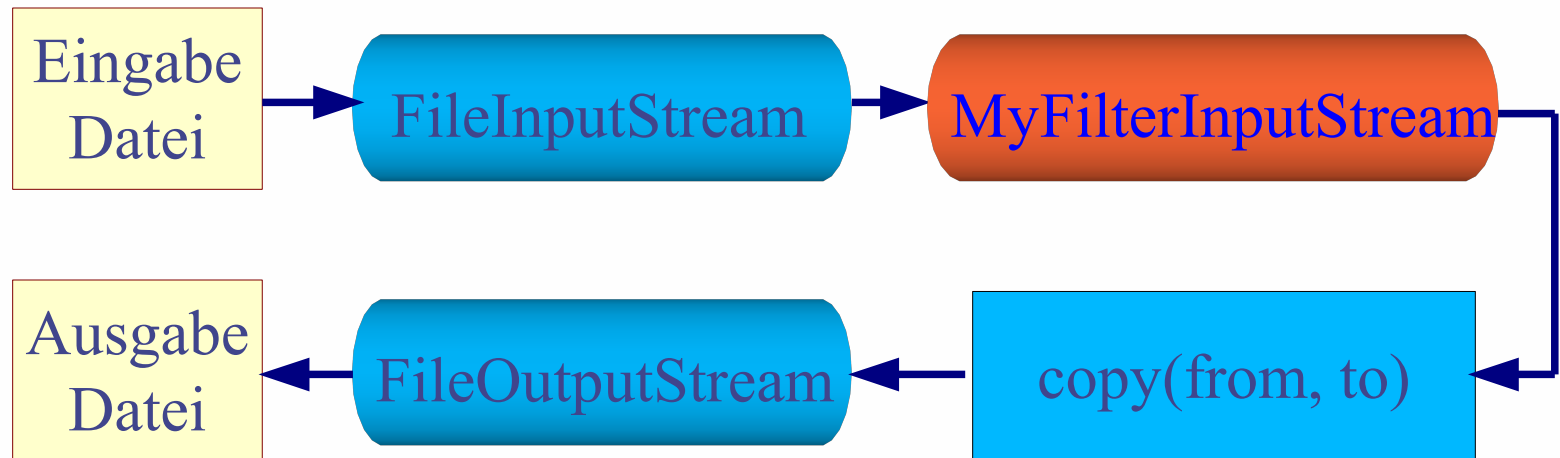 Eingabe
Datei
FileInputStream
MyFilterInputStream
Ausgabe
Datei
FileOutputStream
copy(from, to)